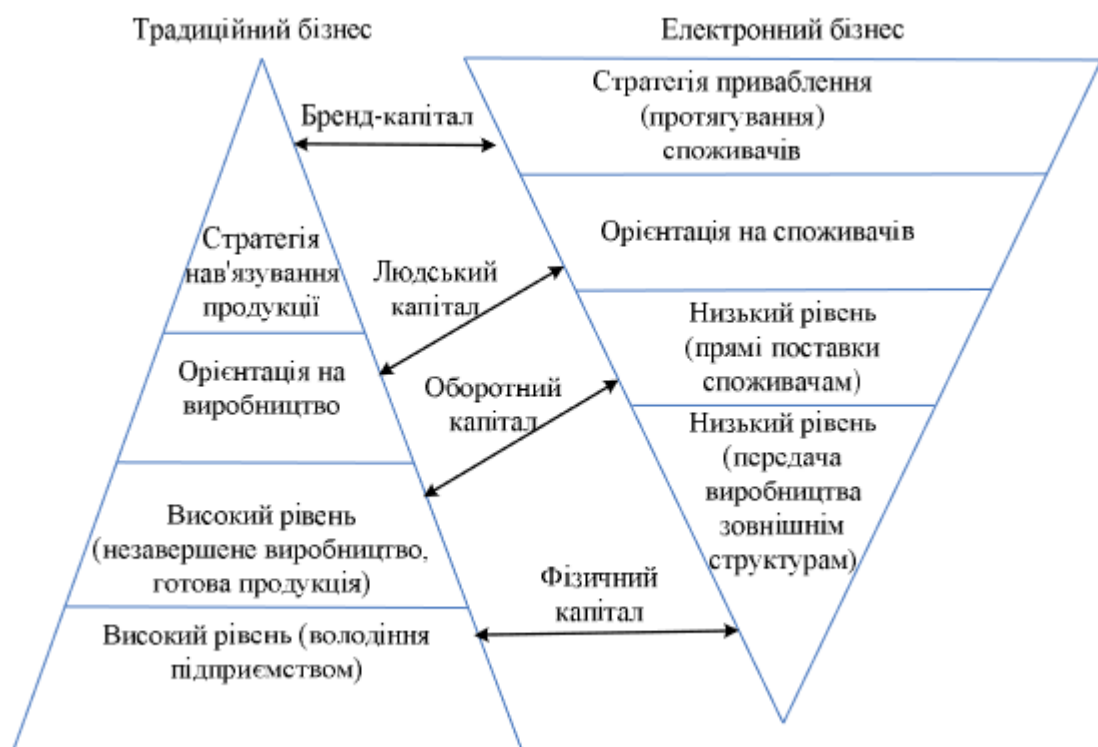 Традиційний бізнес
Електронний бізнес
Бренд-капітал
Стратегія приваблення
(протягування)
споживачів
Стратегія
нав'язування
продукції
Людський
капітал
Орієнтація на споживачів
Орієнтація на
виробництво
Оборотний
капітал
Низький рівень
(прямі поставки
споживачам)
Високий рівень
(незавершене виробництво,
готова продукція)
Низький рівень
(передача
виробництва
зовнішнім
структурам)
Фізичний
капітал
Високий рівень (володіння
підприємством)